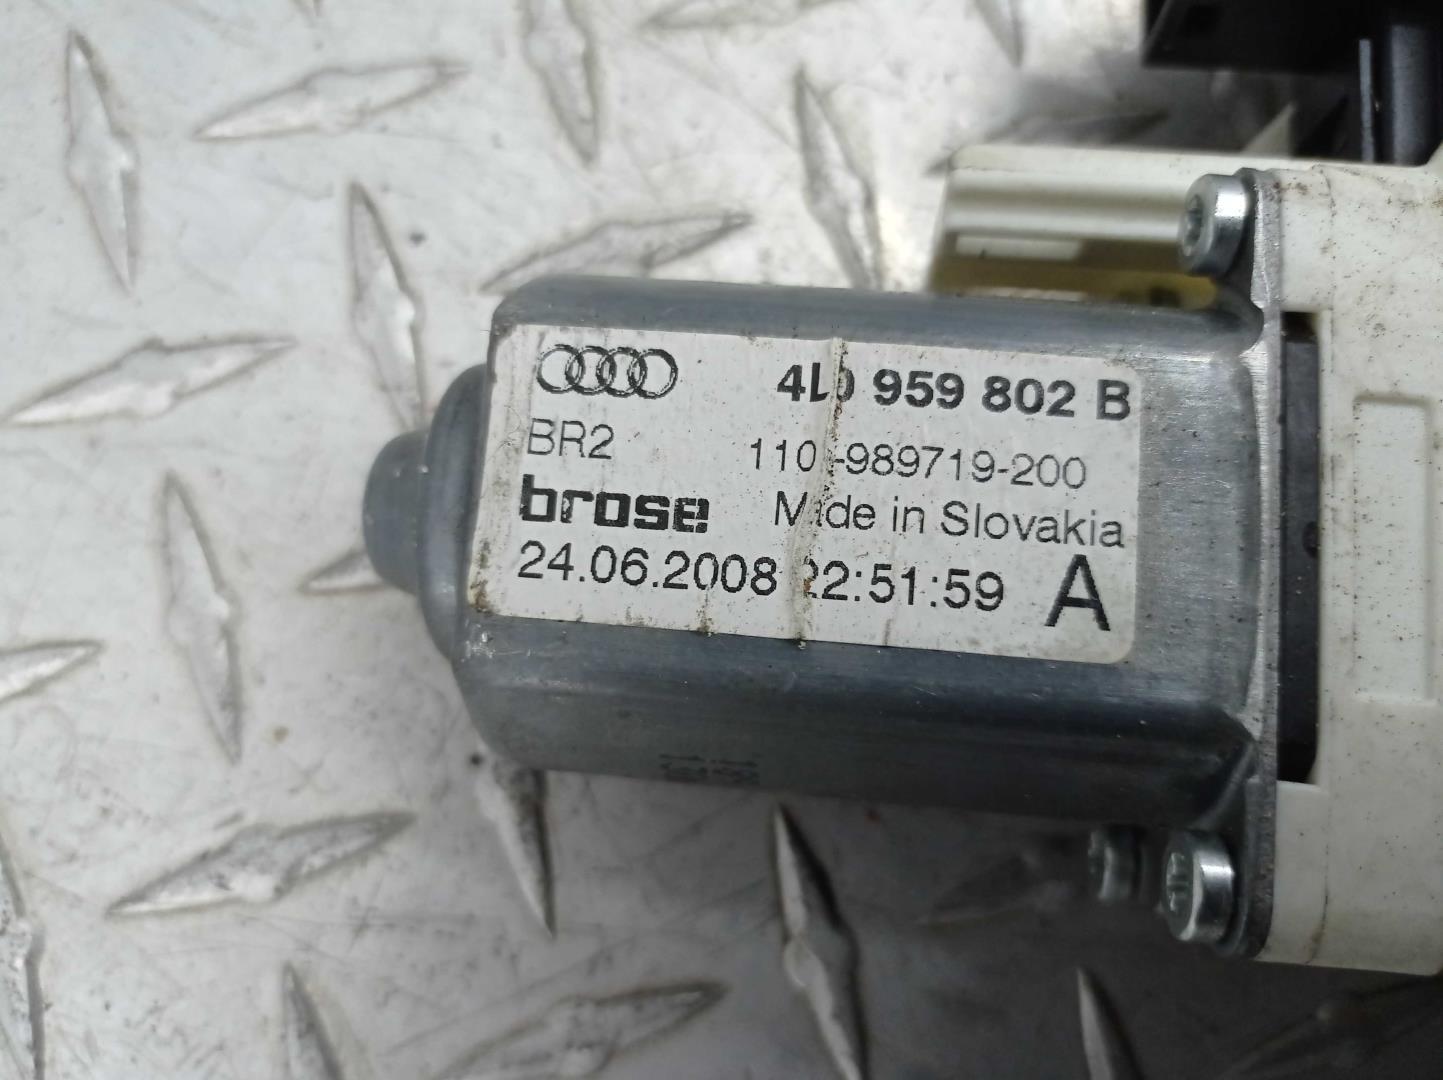 4L0 959 802 B
BR2 110 -989719-200
brose Made in Slovakia
24.06.2008 22:51:59 A